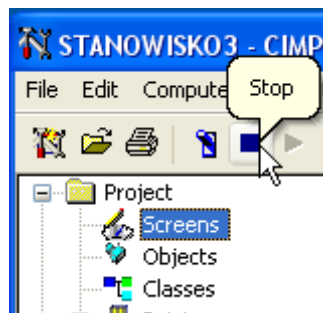 STANOWISKO3 - CIMP
File Edit Compute
Stop
Project
Screens
Objects
Classes